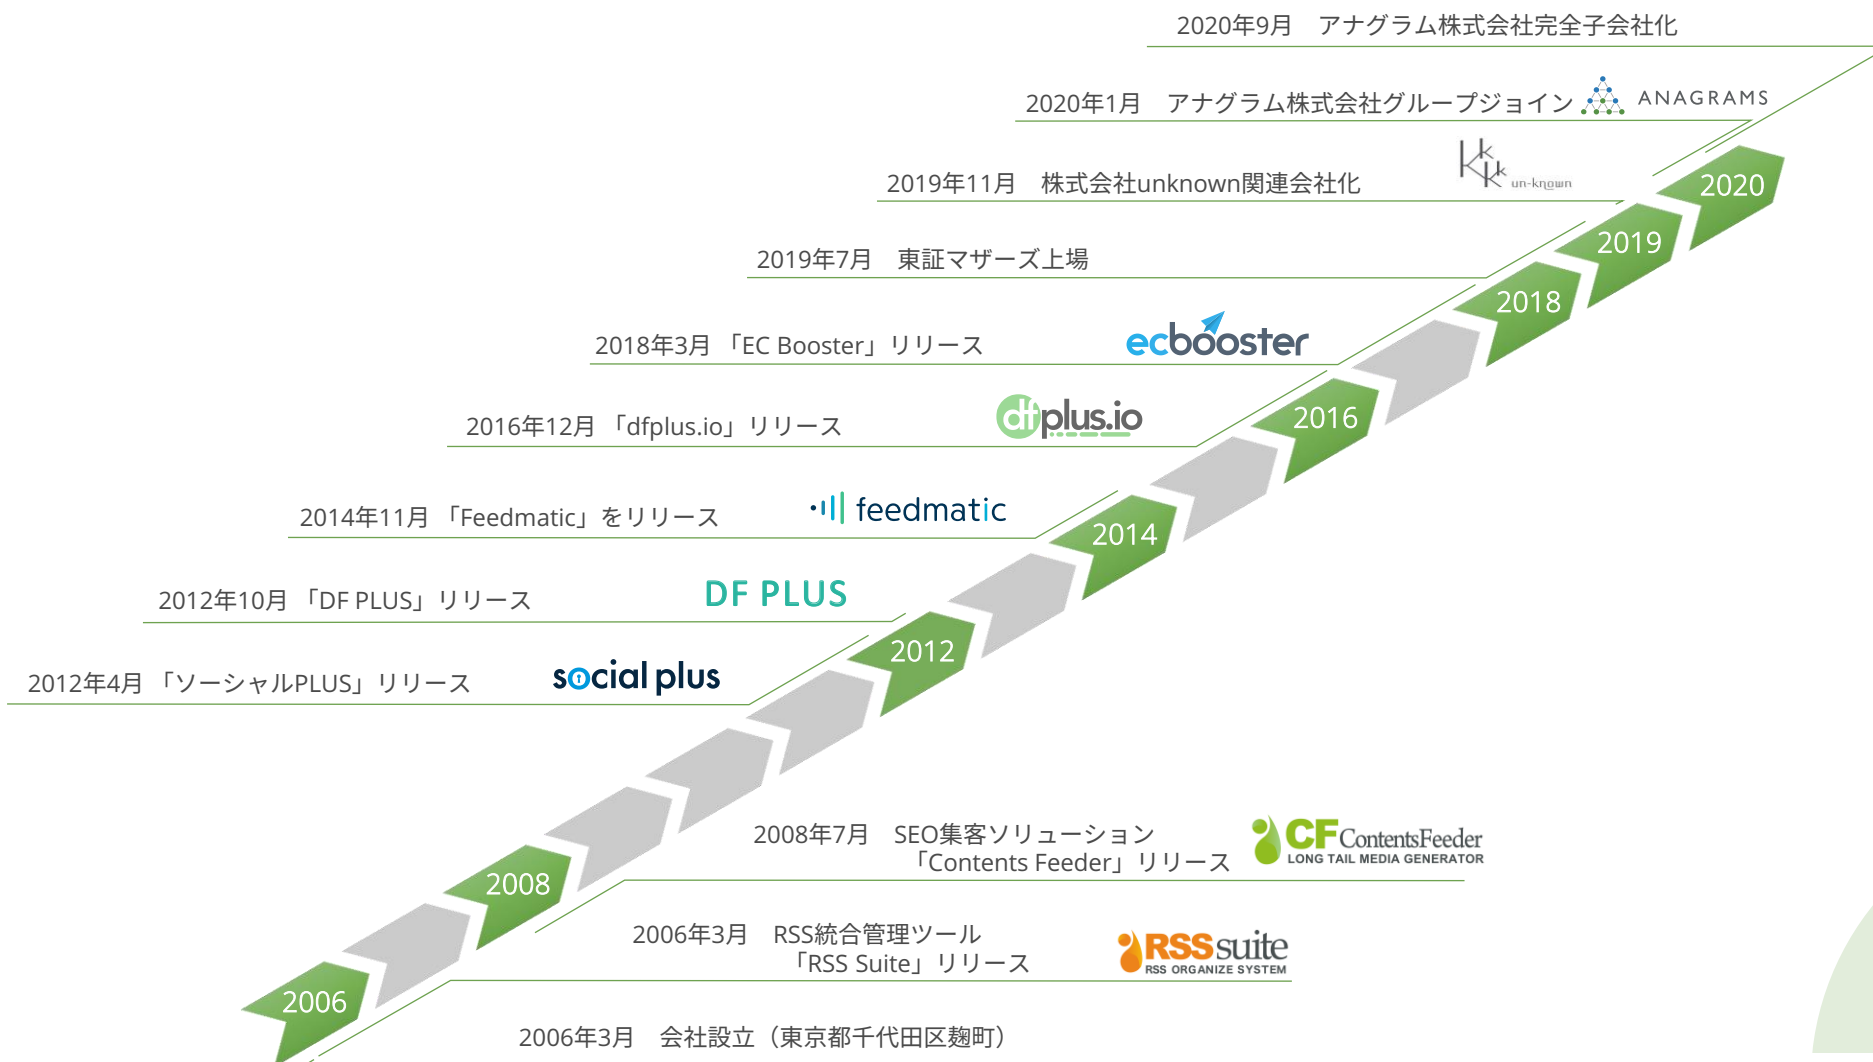 2020年9月　アナグラム株式会社完全子会社化
2020年1月　アナグラム株式会社グループジョイン
ANAGRAMS
2019年11月　株式会社unknown関連会社化
kkk un-known
2020
2019年7月　東証マザーズ上場
2019
2018年3月 「EC Booster」リリース
ecbooster
2018
2016年12月 「dfplus.io」リリース
dfplus.io
2016
2014年11月 「Feedmatic」をリリース
feedmatic
2014
2012年10月 「DF PLUS」リリース
DF PLUS
2012年4月 「ソーシャルPLUS」リリース
social plus
2012
2008年7月　SEO集客ソリューション
「Contents Feeder」リリース
CF ContentsFeeder
LONG TAIL MEDIA GENERATOR
2008
2006年3月　RSS統合管理ツール
「RSS Suite」リリース
RSS suite
RSS ORGANIZE SYSTEM
2006
2006年3月　会社設立（東京都千代田区麹町）